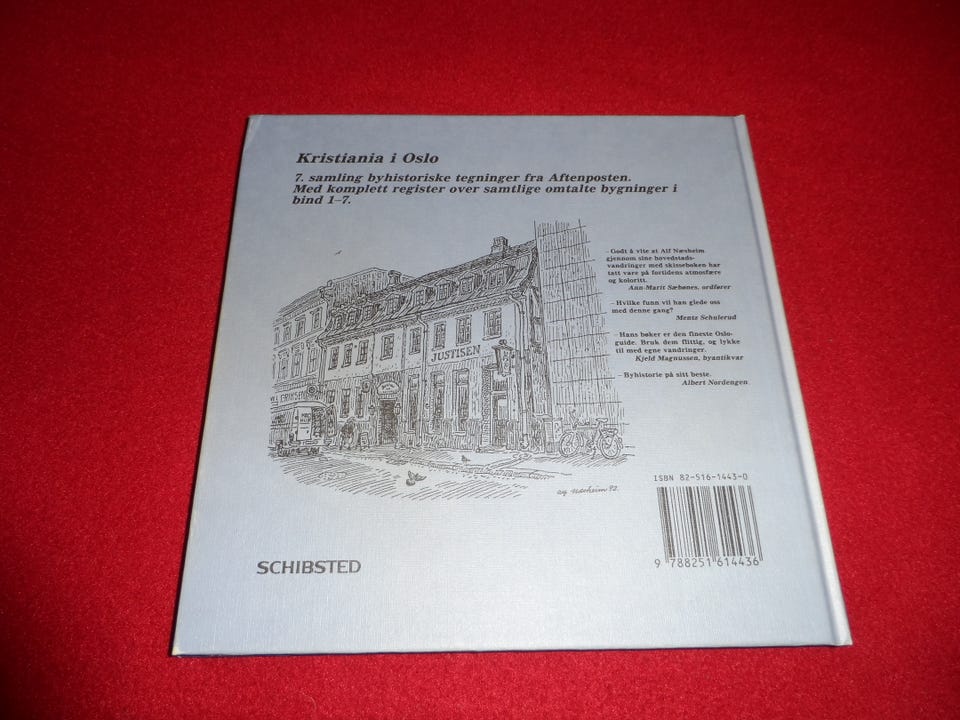 Kristiania i Oslo
7. samling byhistoriske tegninger fra Aftenposten.
Med komplett register over samtlige omtalte bygninger i
bind 1–7.
– Godt å vite at Alf Næsheim
gjennom sine hovedstads-
vandringer med skisseboken har
tatt vare på fortidens atmosfære
og koloritt.
Ann-Marit Sæbønes, ordfører
– Hvilke funn vil han glede oss
med denne gang?
Mentz Schulerud
– Hans bøker er den fineste Oslo-
guide. Bruk dem flittig, og lykke
til med egne vandringer.
Kjeld Magnussen, byantikvar
– Byhistorie på sitt beste.
Albert Nordengen
JUSTISEN
ERIKSEN
Næsheim 92.
ISBN 82-516-1443-0
9 788251 614436
SCHIBSTED